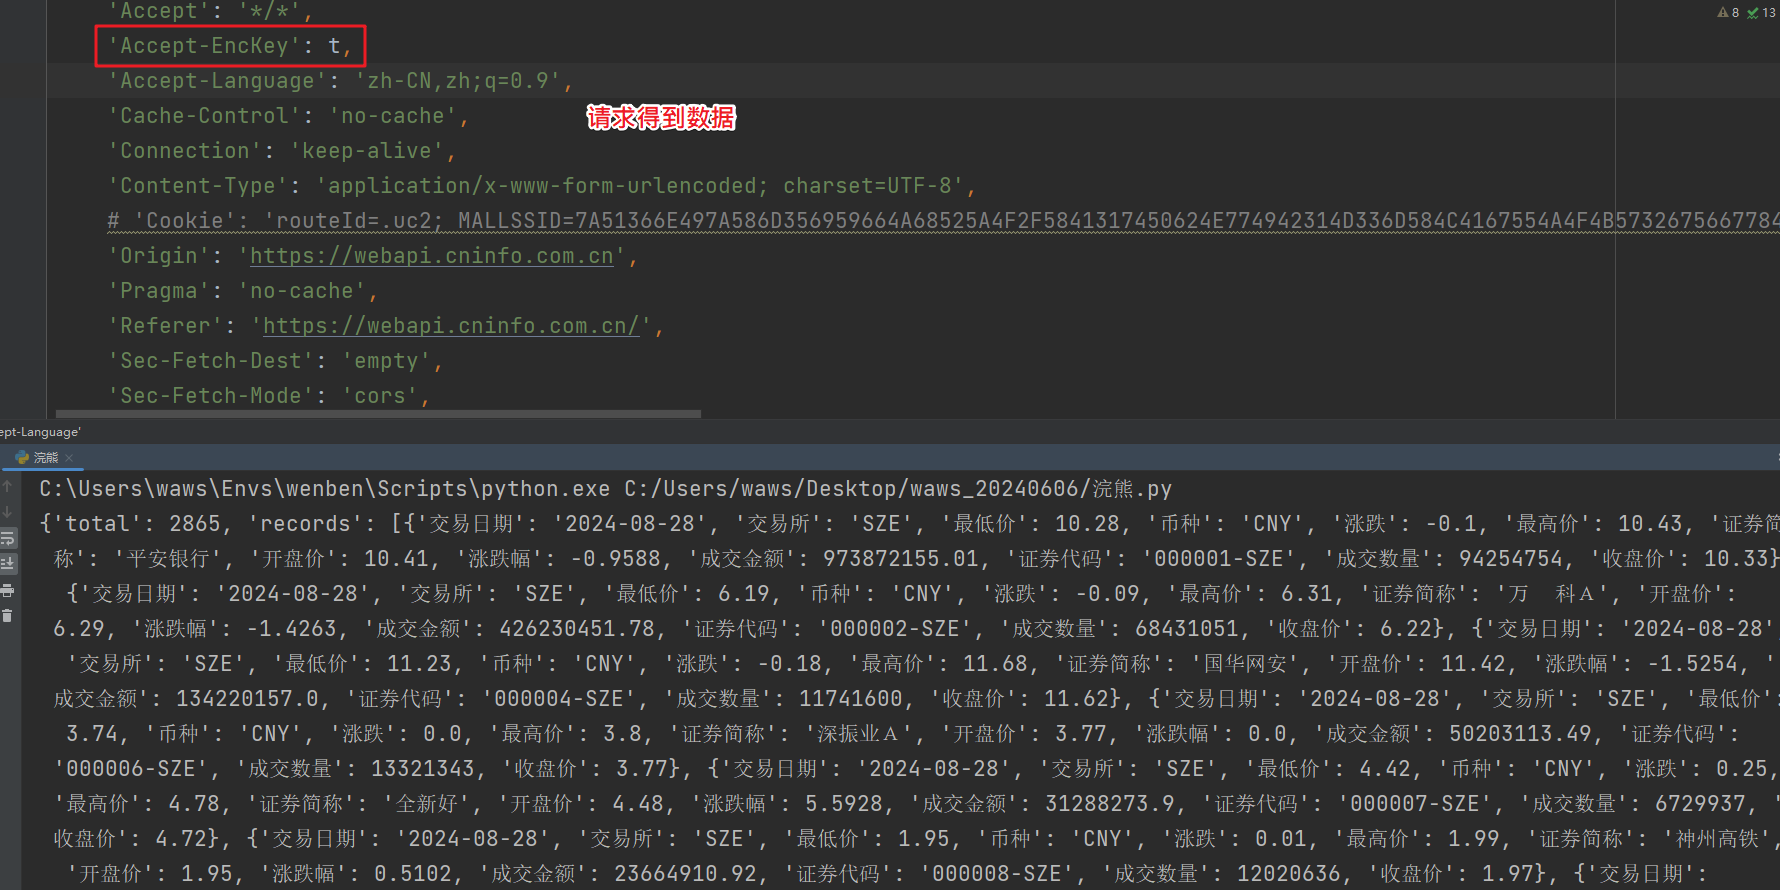 'Accept': '*/*',
⚠ 8 ✔ 13
'Accept-EncKey': t,
'Accept-Language': 'zh-CN,zh;q=0.9',
'Cache-Control': 'no-cache',
请求得到数据
'Connection': 'keep-alive',
'Content-Type': 'application/x-www-form-urlencoded; charset=UTF-8',
# 'Cookie': 'routeId=.uc2; MALLSSID=7A51366E497A586D356959664A68525A4F2F5841317450624E774942314D336D584C4167554A4F4B5732675667784
'Origin': 'https://webapi.cninfo.com.cn',
'Pragma': 'no-cache',
'Referer': 'https://webapi.cninfo.com.cn/',
'Sec-Fetch-Dest': 'empty',
'Sec-Fetch-Mode': 'cors',
ept-Language'
浣熊 ×
C:\Users\waws\Envs\wenben\Scripts\python.exe C:/Users/waws/Desktop/waws_20240606/浣熊.py
{'total': 2865, 'records': [{'交易日期': '2024-08-28', '交易所': 'SZE', '最低价': 10.28, '币种': 'CNY', '涨跌': -0.1, '最高价': 10.43, '证券简
称': '平安银行', '开盘价': 10.41, '涨跌幅': -0.9588, '成交金额': 973872155.01, '证券代码': '000001-SZE', '成交数量': 94254754, '收盘价': 10.33}
{'交易日期': '2024-08-28', '交易所': 'SZE', '最低价': 6.19, '币种': 'CNY', '涨跌': -0.09, '最高价': 6.31, '证券简称': '万　科Ａ', '开盘价':
6.29, '涨跌幅': -1.4263, '成交金额': 426230451.78, '证券代码': '000002-SZE', '成交数量': 68431051, '收盘价': 6.22}, {'交易日期': '2024-08-28'
'交易所': 'SZE', '最低价': 11.23, '币种': 'CNY', '涨跌': -0.18, '最高价': 11.68, '证券简称': '国华网安', '开盘价': 11.42, '涨跌幅': -1.5254, '
成交金额': 134220157.0, '证券代码': '000004-SZE', '成交数量': 11741600, '收盘价': 11.62}, {'交易日期': '2024-08-28', '交易所': 'SZE', '最低价':
3.74, '币种': 'CNY', '涨跌': 0.0, '最高价': 3.8, '证券简称': '深振业Ａ', '开盘价': 3.77, '涨跌幅': 0.0, '成交金额': 50203113.49, '证券代码':
'000006-SZE', '成交数量': 13321343, '收盘价': 3.77}, {'交易日期': '2024-08-28', '交易所': 'SZE', '最低价': 4.42, '币种': 'CNY', '涨跌': 0.25,
'最高价': 4.78, '证券简称': '全新好', '开盘价': 4.48, '涨跌幅': 5.5928, '成交金额': 31288273.9, '证券代码': '000007-SZE', '成交数量': 6729937, '
收盘价': 4.72}, {'交易日期': '2024-08-28', '交易所': 'SZE', '最低价': 1.95, '币种': 'CNY', '涨跌': 0.01, '最高价': 1.99, '证券简称': '神州高铁',
'开盘价': 1.95, '涨跌幅': 0.5102, '成交金额': 23664910.92, '证券代码': '000008-SZE', '成交数量': 12020636, '收盘价': 1.97}, {'交易日期':